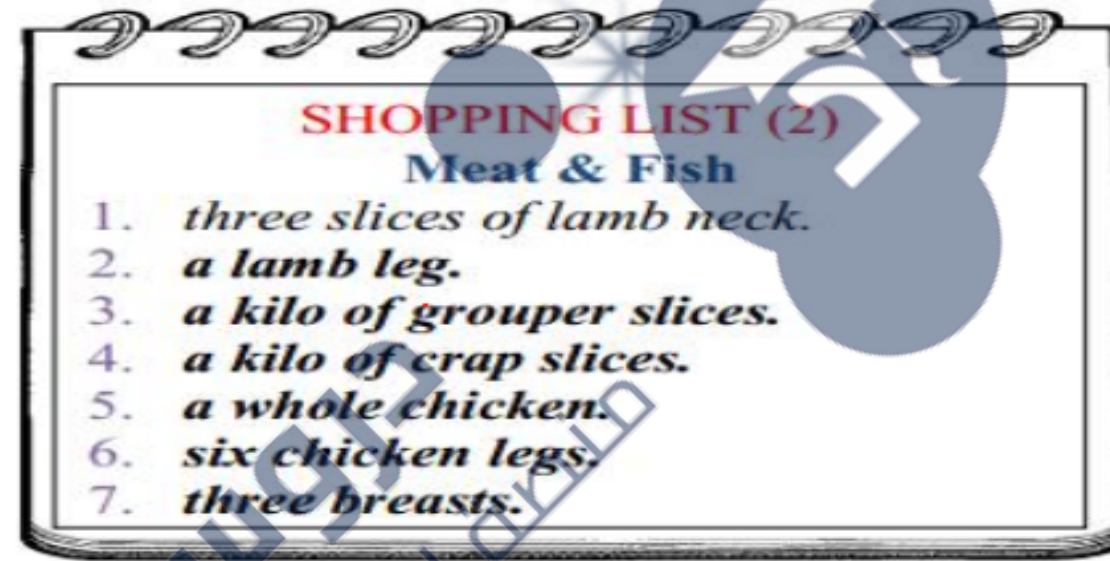 SHOPPING LIST (2)
Meat & Fish
1. three slices of lamb neck.
2. a lamb leg.
3. a kilo of grouper slices.
4. a kilo of crap slices.
5. a whole chicken.
6. six chicken legs.
7. three breasts.